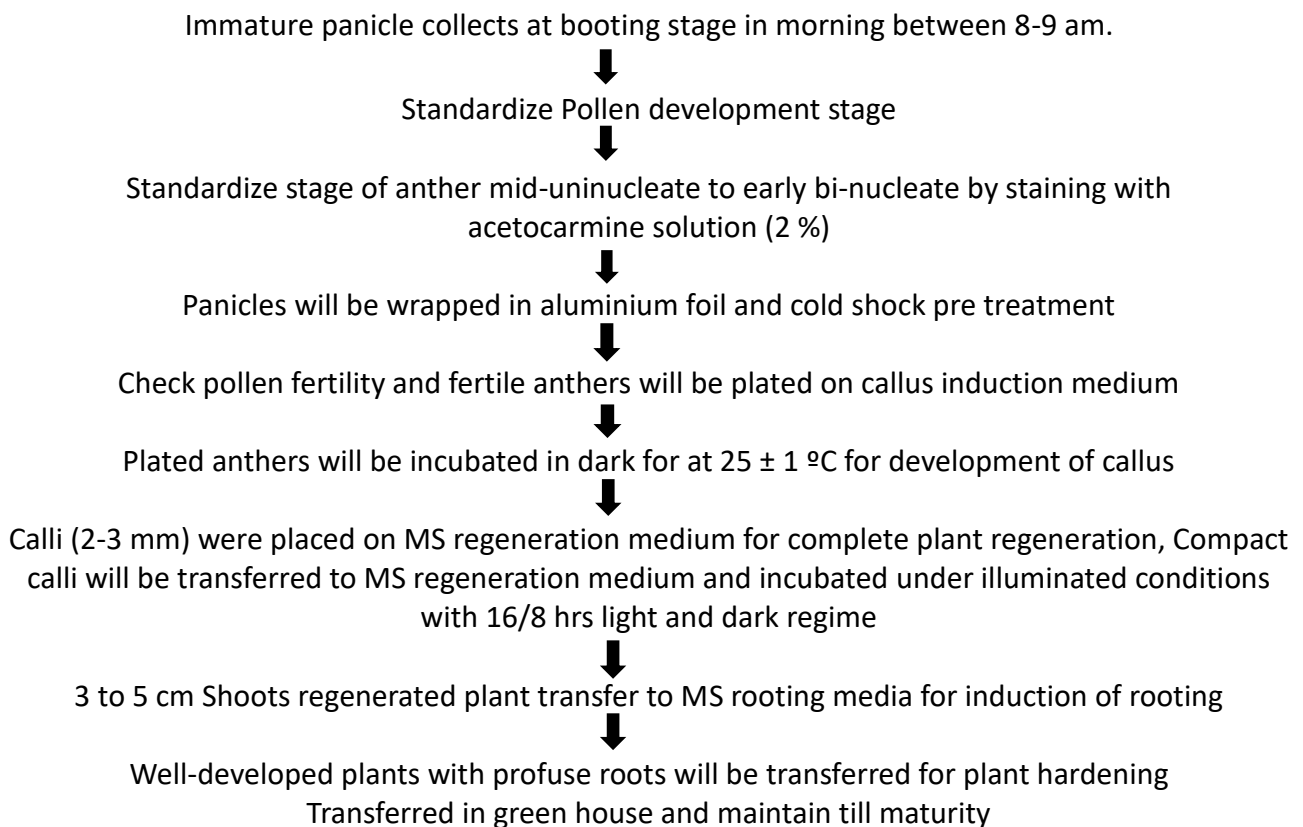 Immature panicle collects at booting stage in morning between 8-9 am.
Standardize Pollen development stage
Standardize stage of anther mid-uninucleate to early bi-nucleate by staining with
acetocarmine solution (2 %)
Panicles will be wrapped in aluminium foil and cold shock pre treatment
Check pollen fertility and fertile anthers will be plated on callus induction medium
Plated anthers will be incubated in dark for at 25 ± 1 ºC for development of callus
Calli (2-3 mm) were placed on MS regeneration medium for complete plant regeneration, Compact
calli will be transferred to MS regeneration medium and incubated under illuminated conditions
with 16/8 hrs light and dark regime
3 to 5 cm Shoots regenerated plant transfer to MS rooting media for induction of rooting
Well-developed plants with profuse roots will be transferred for plant hardening
Transferred in green house and maintain till maturity